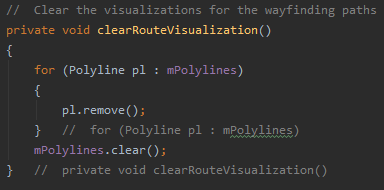 //  Clear the visualizations for the wayfinding paths
private void clearRouteVisualization()
{
    for (Polyline pl : mPolylines)
    {
        pl.remove();
    }   //  for (Polyline pl : mPolylines)
    mPolylines.clear();
}   //  private void clearRouteVisualization()